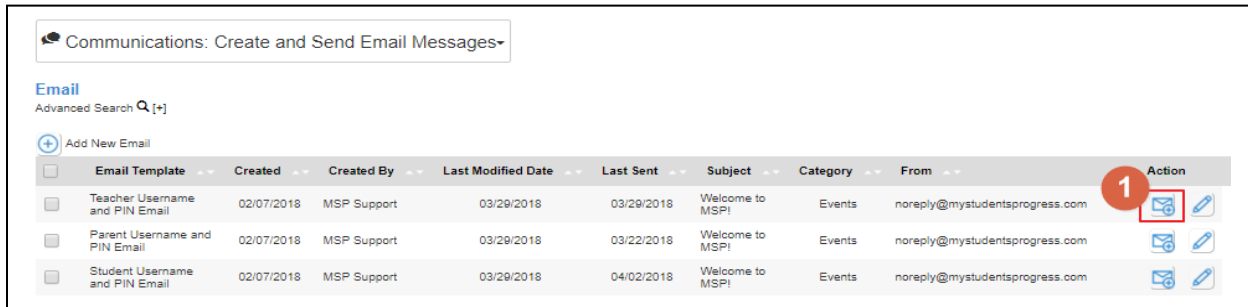 Communications: Create and Send Email Messages
Email
Advanced Search [+]
Add New Email
Email Template Created Created By Last Modified Date Last Sent Subject Category From Action
1
Teacher Username and PIN Email 02/07/2018 MSP Support 03/29/2018 03/29/2018 Welcome to MSP! Events noreply@mystudentsprogress.com
Parent Username and PIN Email 02/07/2018 MSP Support 03/29/2018 03/22/2018 Welcome to MSP! Events noreply@mystudentsprogress.com
Student Username and PIN Email 02/07/2018 MSP Support 03/29/2018 04/02/2018 Welcome to MSP! Events noreply@mystudentsprogress.com